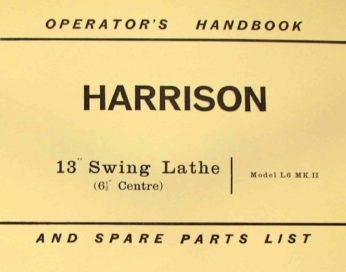 OPERATOR'S HANDBOOK
HARRISON
13" Swing Lathe
(6½" Centre)
Model L6 MK.II
AND SPARE PARTS LIST